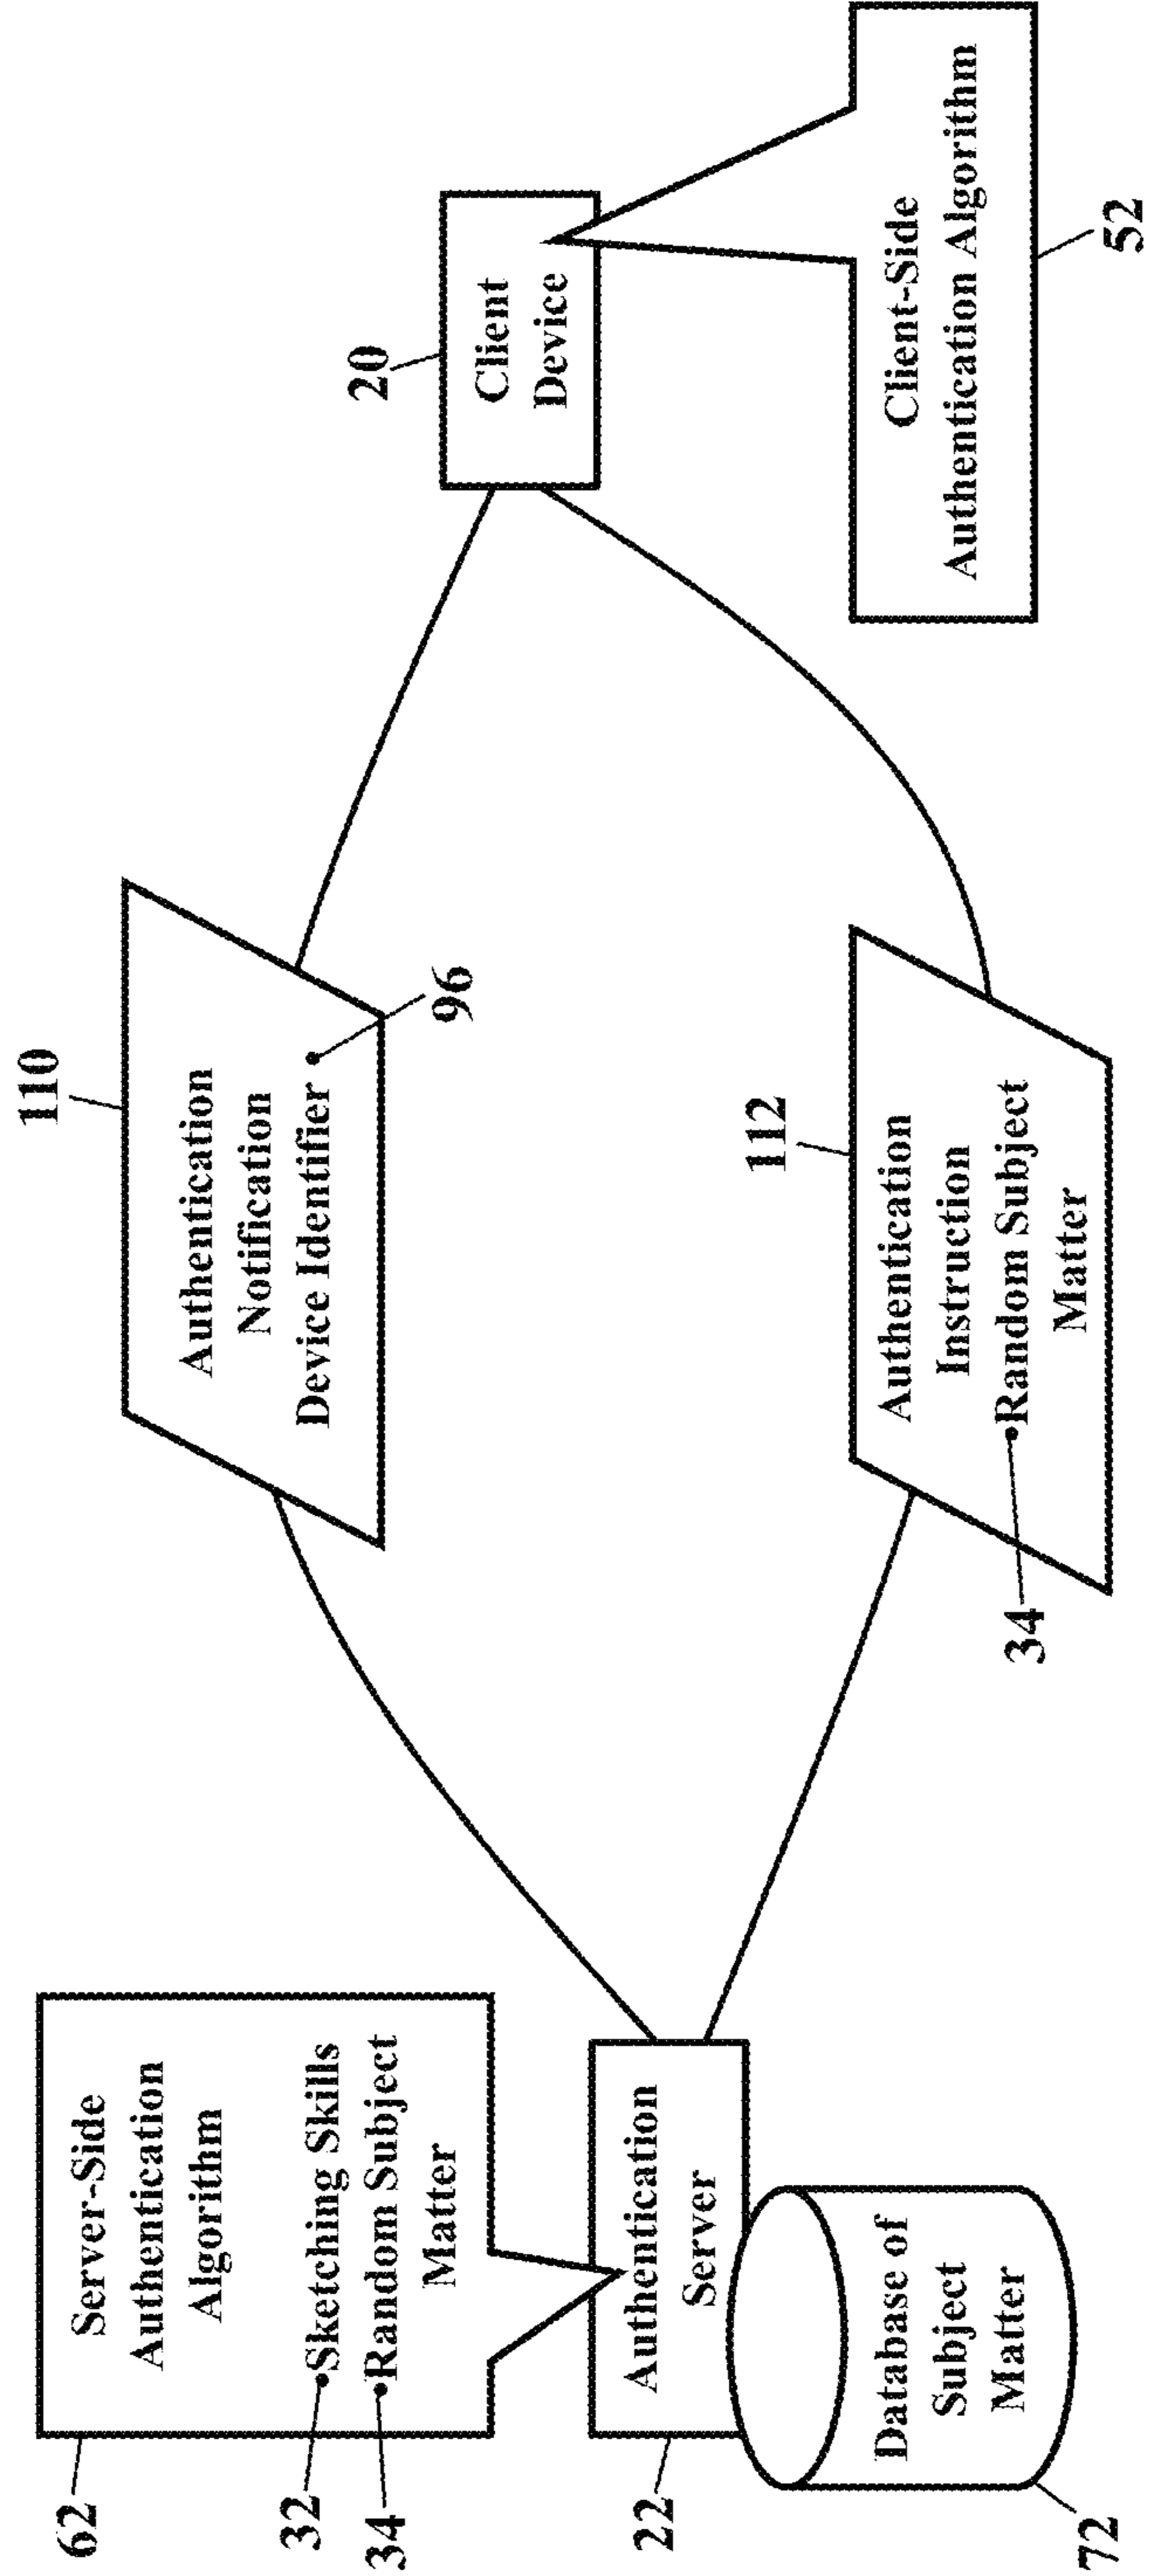 62
Server-Side
Authentication
Algorithm
32
•Sketching Skills
34
•Random Subject
Matter
22
Authentication
Server
72
Database of
Subject
Matter
110
Authentication
Notification
Device Identifier •
96
112
Authentication
Instruction
34
•Random Subject
Matter
20
Client
Device
Client-Side
Authentication Algorithm
52